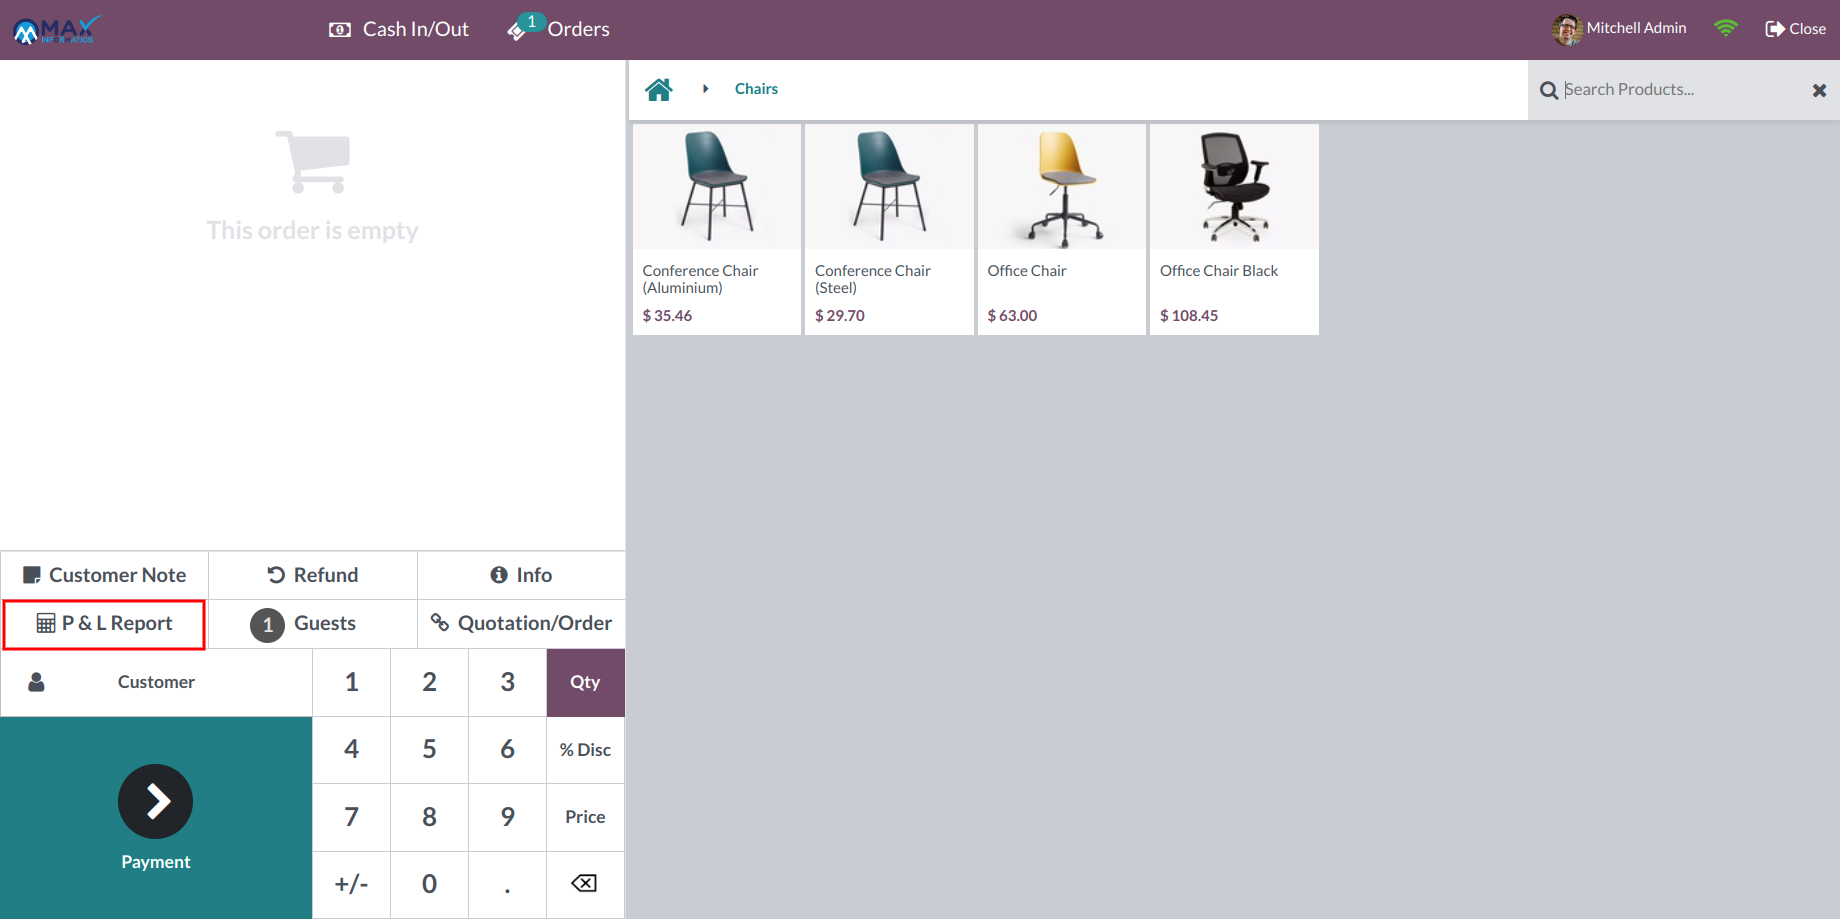 MAX
INFORMATICS
Cash In/Out
1
Orders
Mitchell Admin
Close
This order is empty
Chairs
Search Products...
Conference Chair
(Aluminium)
$ 35.46
Conference Chair
(Steel)
$ 29.70
Office Chair
$ 63.00
Office Chair Black
$ 108.45
Customer Note
Refund
Info
P & L Report
1 Guests
Quotation/Order
Customer
1
2
3
Qty
4
5
6
% Disc
7
8
9
Price
Payment
+/-
0
.